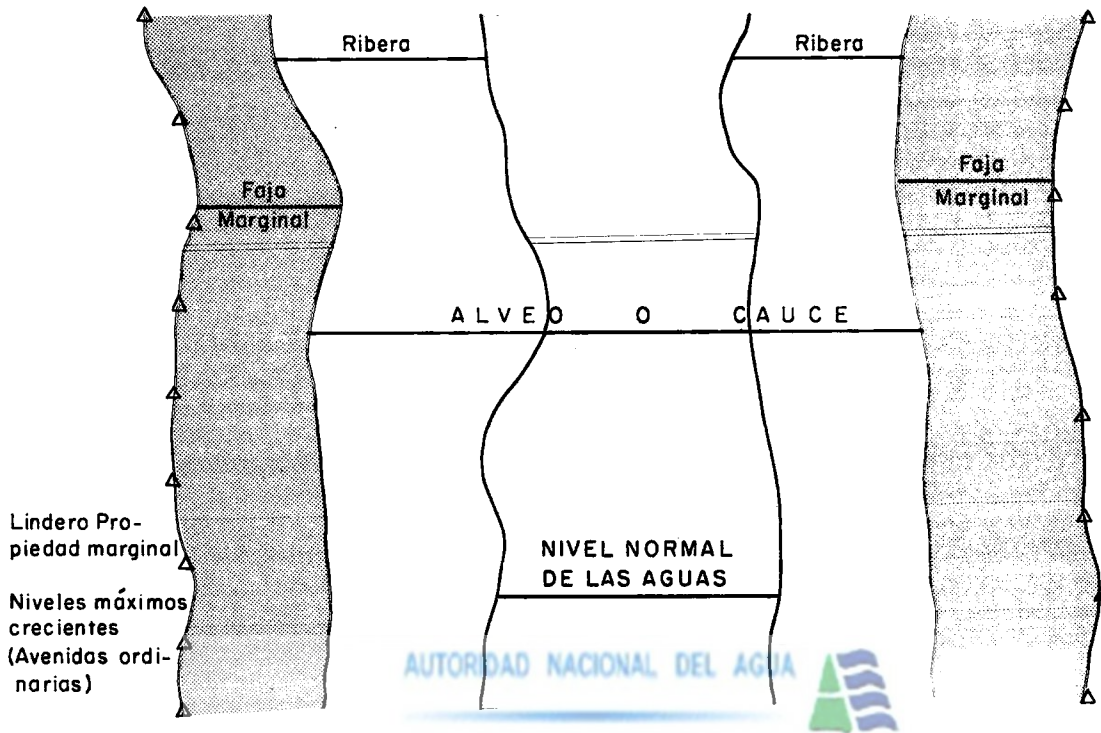 Ribera
Ribera
Faja
Marginal
Faja
Marginal
ALVEO O CAUCE
Lindero Pro-
piedad marginal
Niveles máximos
crecientes
(Avenidas ordi-
narias)
NIVEL NORMAL
DE LAS AGUAS
AUTORIDAD NACIONAL DEL AGUA